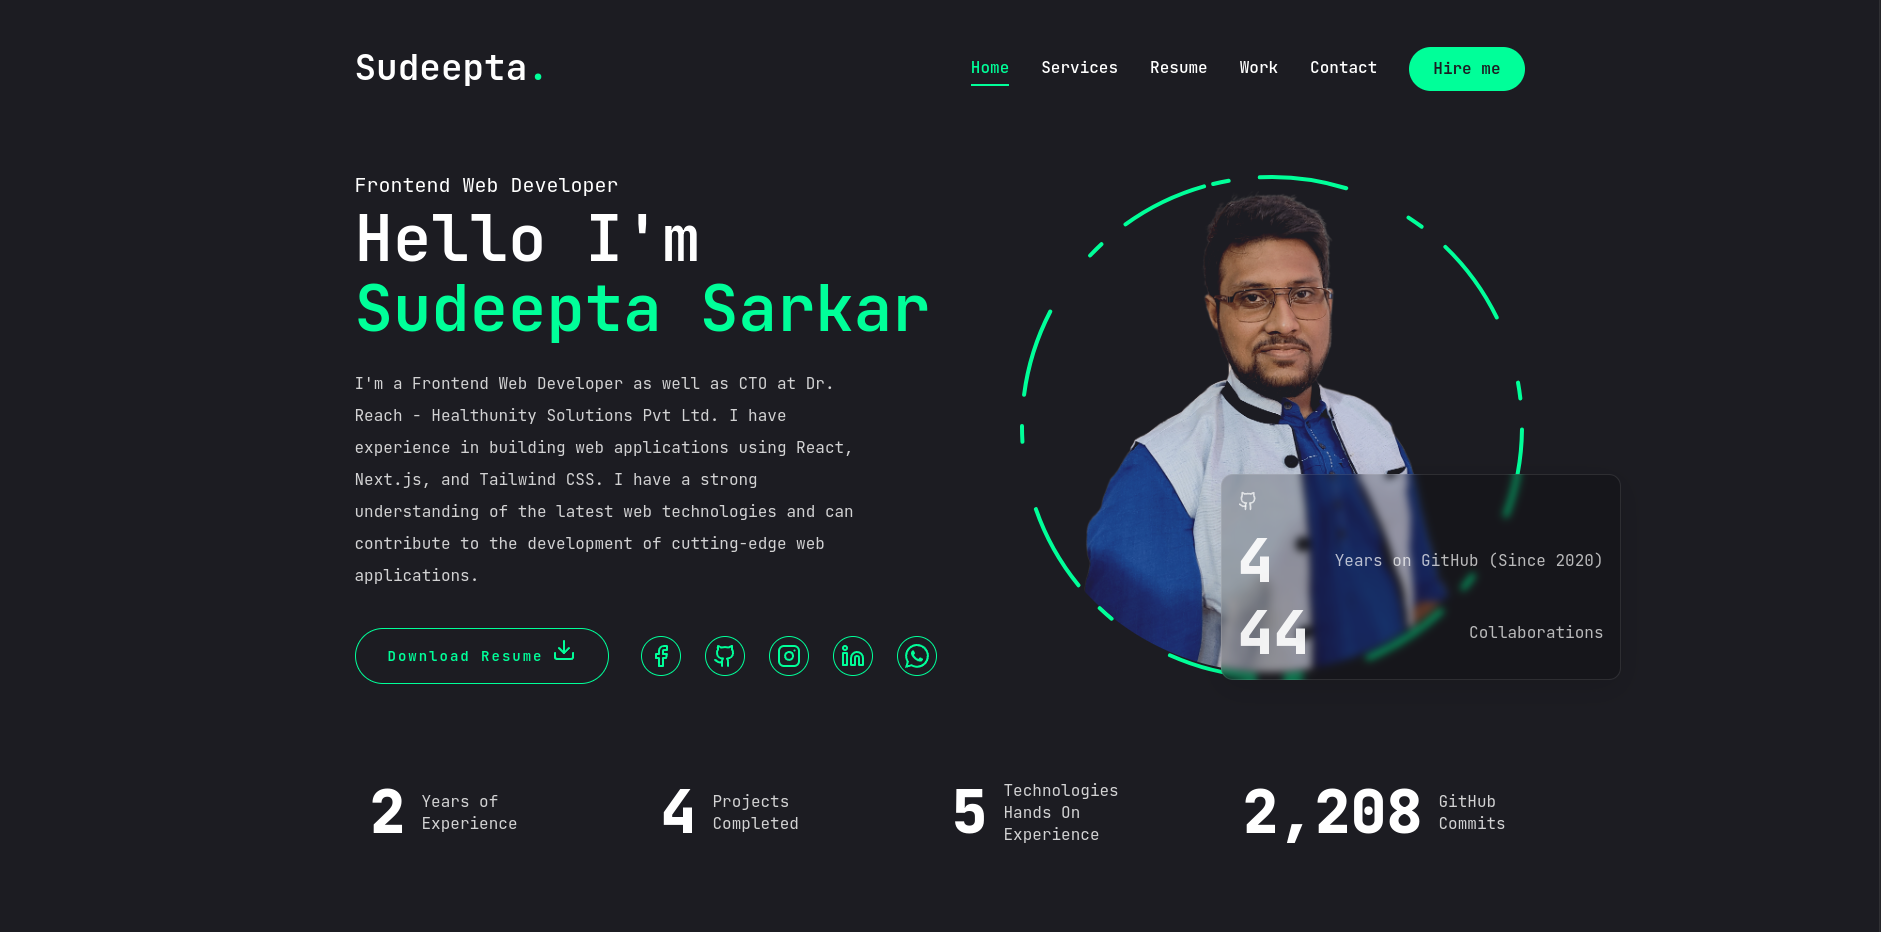 Sudeepta.
Home Services Resume Work Contact Hire me
Frontend Web Developer
Hello I'm
Sudeepta Sarkar
I'm a Frontend Web Developer as well as CTO at Dr.
Reach - Healthunity Solutions Pvt Ltd. I have
experience in building web applications using React,
Next.js, and Tailwind CSS. I have a strong
understanding of the latest web technologies and can
contribute to the development of cutting-edge web
applications.
Download Resume
4 Years on GitHub (Since 2020)
44 Collaborations
2
Years of
Experience
4
Projects
Completed
5
Technologies
Hands On
Experience
2,208
GitHub
Commits